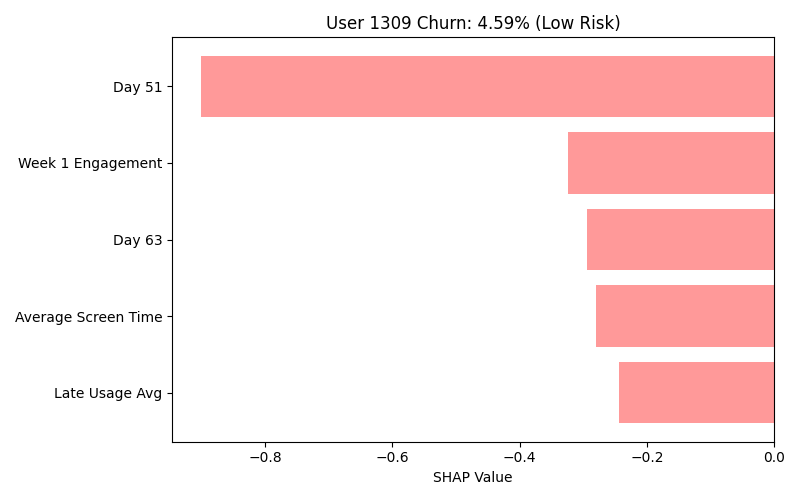 User 1309 Churn: 4.59% (Low Risk)
Day 51
Week 1 Engagement
Day 63
Average Screen Time
Late Usage Avg
−0.8 −0.6 −0.4 −0.2 0.0
SHAP Value